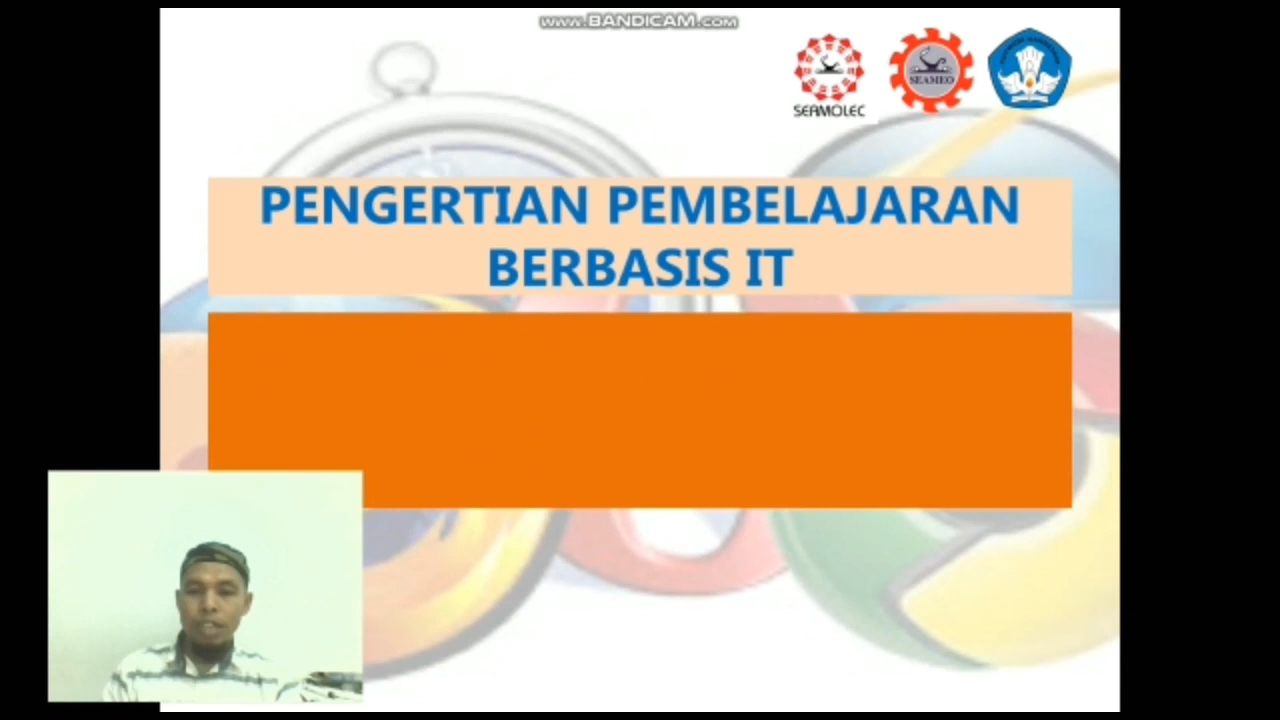 www.BANDICAM.com
SEAMOLEC
SEAMEO
PENGERTIAN PEMBELAJARAN
BERBASIS IT